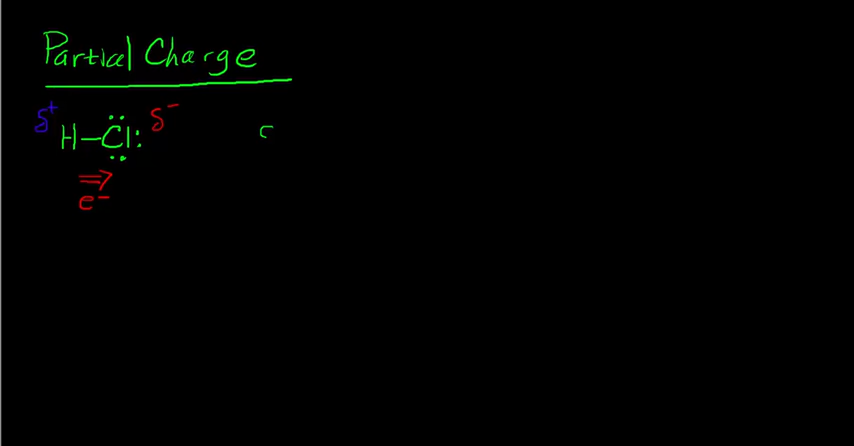 Partial Charge
δ+ H–Cl: δ−
⇒
e−